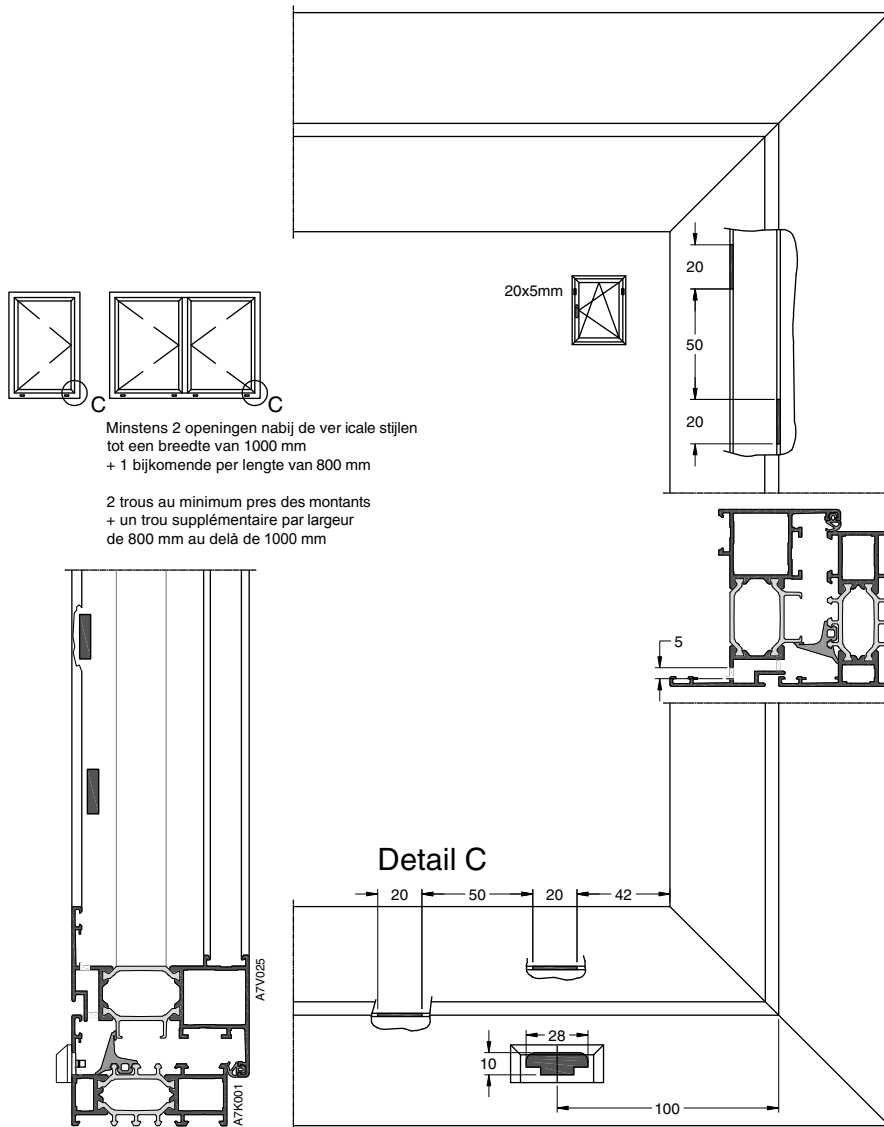 20
20x5mm
50
C
C
20
Minstens 2 openingen nabij de ver icale stijlen
tot een breedte van 1000 mm
+ 1 bijkomende per lengte van 800 mm
2 trous au minimum pres des montants
+ un trou supplémentaire par largeur
de 800 mm au delà de 1000 mm
5
Detail C
20
50
20
42
A7V025
28
10
A7K001
100